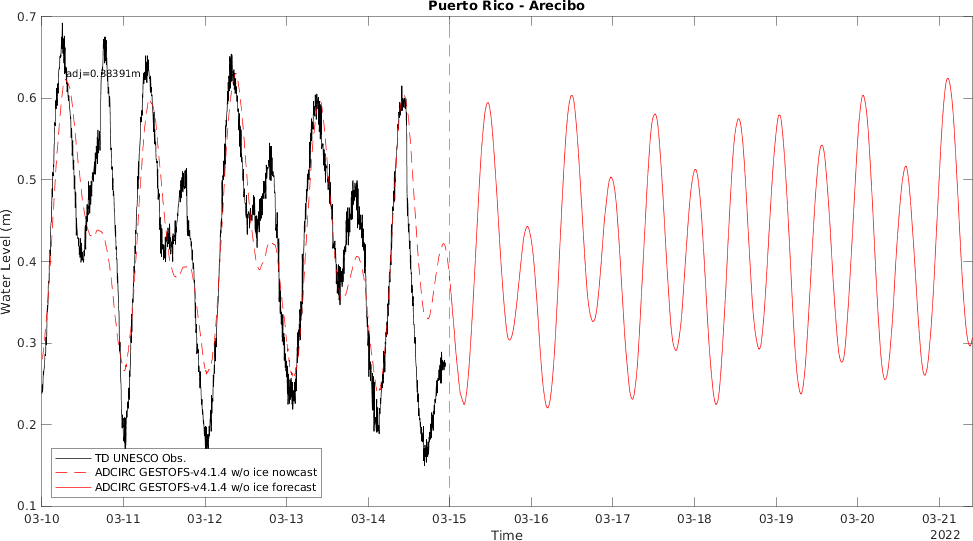 Puerto Rico - Arecibo
0.7
adj=0.38391m
0.6
0.5
0.4
0.3
0.2
0.1
Water Level (m)
TD UNESCO Obs.
ADCIRC GESTOFS-v4.1.4 w/o ice nowcast
ADCIRC GESTOFS-v4.1.4 w/o ice forecast
03-10 03-11 03-12 03-13 03-14 03-15 03-16 03-17 03-18 03-19 03-20 03-21
Time
2022